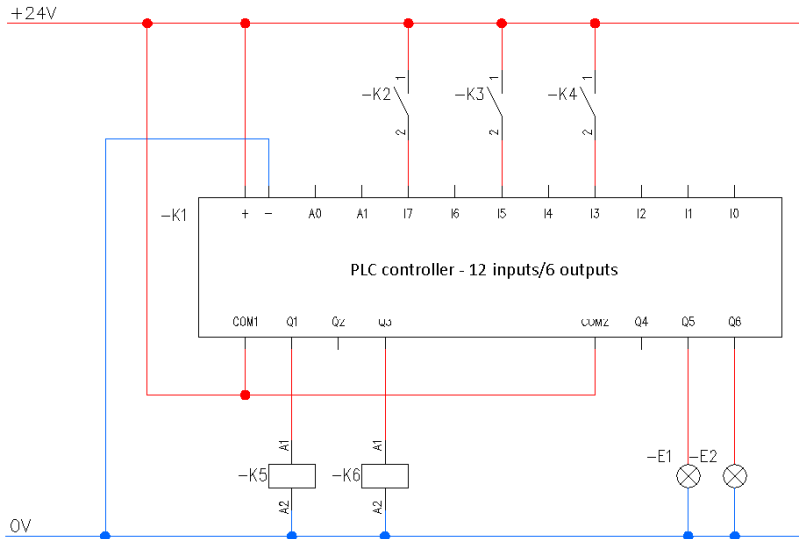 +24V
1 1 1
-K2 -K3 -K4
2 2 2
-K1
+ - A0 A1 I7 I6 I5 I4 I3 I2 I1 I0
PLC controller - 12 inputs/6 outputs
COM1 Q1 Q2 Q3 COM2 Q4 Q5 Q6
A1 A1
-K5 -K6 -E1 -E2
A2 A2
0V